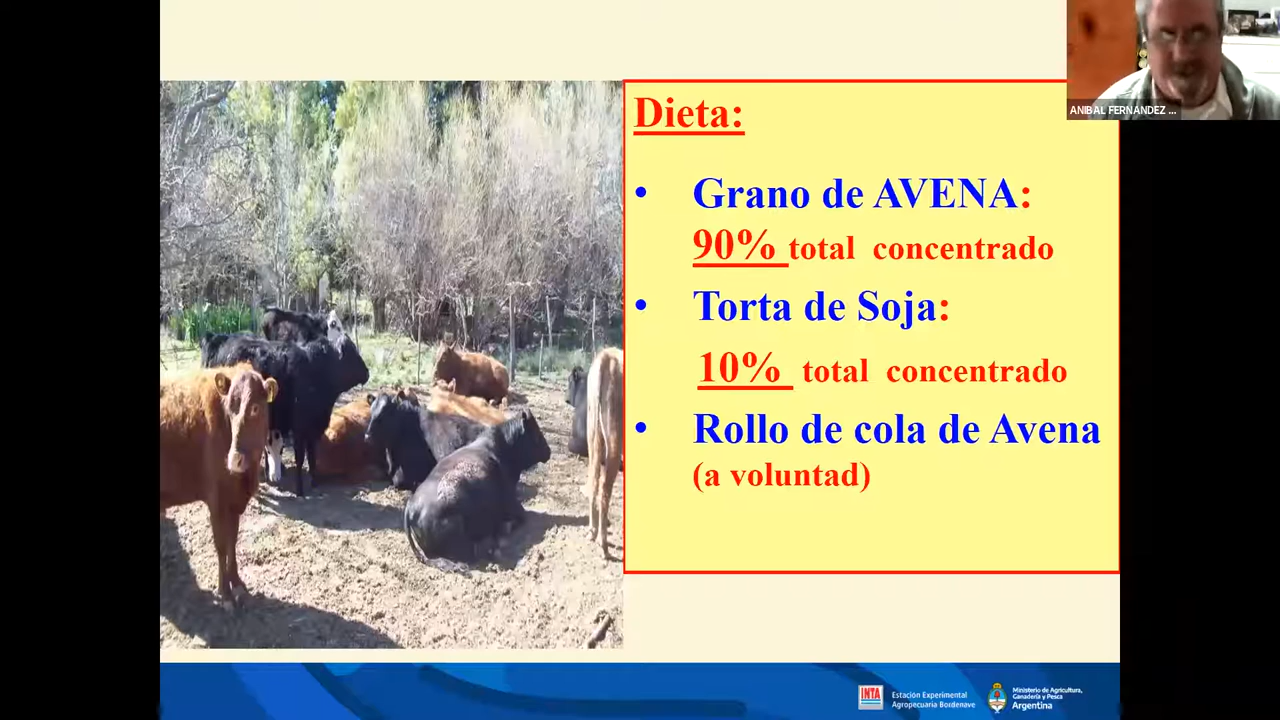 ANIBAL FERNANDEZ ...
Dieta:
• Grano de AVENA:
90% total concentrado
• Torta de Soja:
10% total concentrado
• Rollo de cola de Avena
(a voluntad)
INTA
Estación Experimental
Agropecuaria Bordenave
Ministerio de Agricultura,
Ganadería y Pesca
Argentina